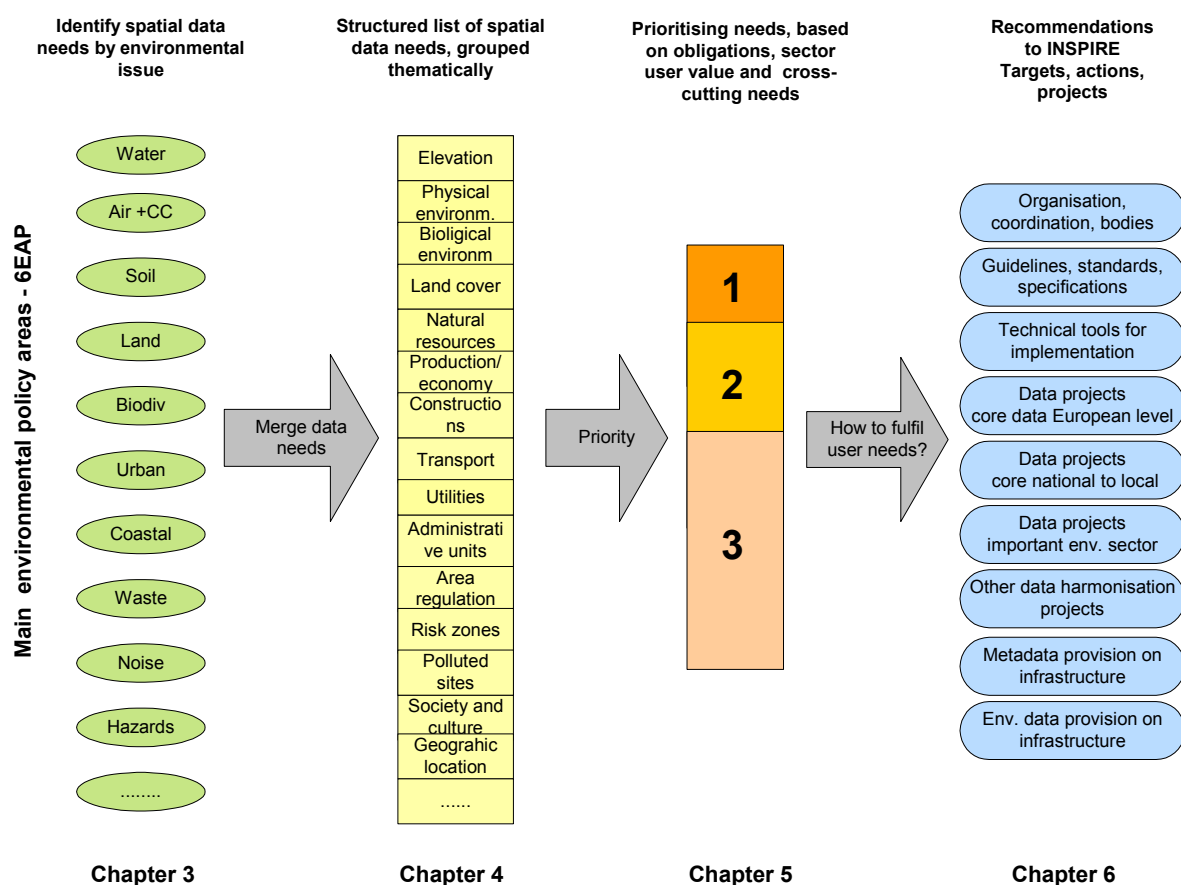 Identify spatial data
needs by environmental
issue
Structured list of spatial
data needs, grouped
thematically
Prioritising needs, based
on obligations, sector
user value and cross-
cutting needs
Recommendations
to INSPIRE
Targets, actions,
projects
Main environmental policy areas - 6EAP
Water
Air +CC
Soil
Land
Biodiv
Urban
Coastal
Waste
Noise
Hazards
........
Merge data
needs
Elevation
Physical
environm.
Bioligical
environm
Land cover
Natural
resources
Production/
economy
Constructio
ns
Transport
Utilities
Administrati
ve units
Area
regulation
Risk zones
Polluted
sites
Society and
culture
Geograhic
location
......
Priority
1
2
3
How to fulfil
user needs?
Organisation,
coordination, bodies
Guidelines, standards,
specifications
Technical tools for
implementation
Data projects
core data European level
Data projects
core national to local
Data projects
important env. sector
Other data harmonisation
projects
Metadata provision on
infrastructure
Env. data provision on
infrastructure
Chapter 3
Chapter 4
Chapter 5
Chapter 6